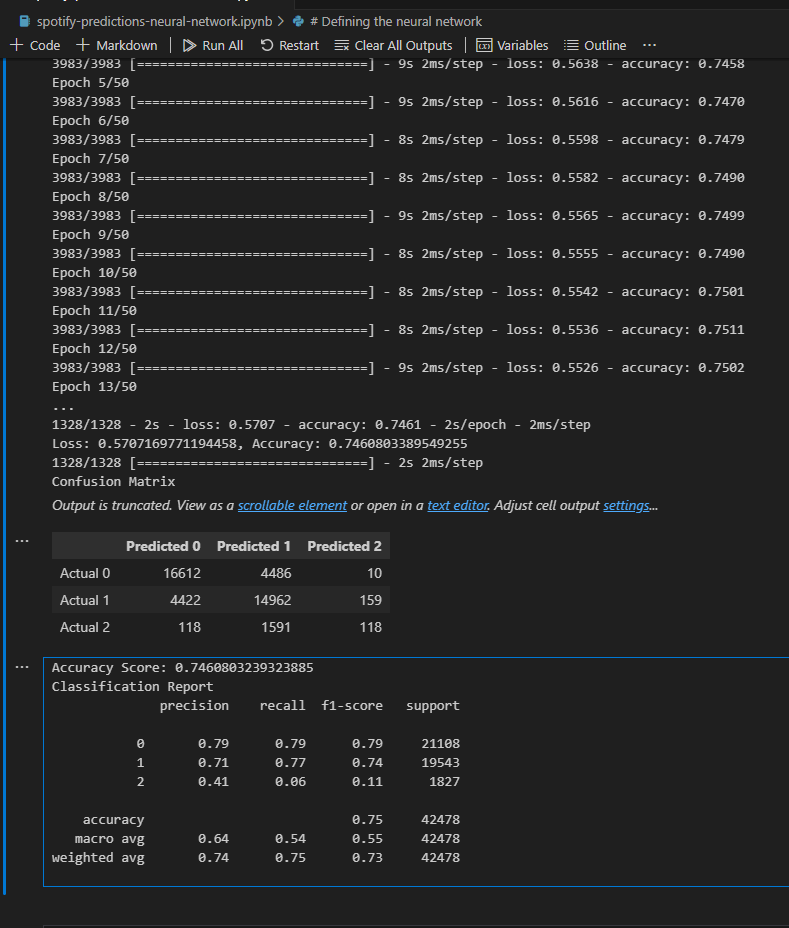 spotify-predictions-neural-network.ipynb > # Defining the neural network
+ Code + Markdown | Run All Restart Clear All Outputs | Variables Outline ...
3983/3983 [==============================] - 9s 2ms/step - loss: 0.5638 - accuracy: 0.7458
Epoch 5/50
3983/3983 [==============================] - 9s 2ms/step - loss: 0.5616 - accuracy: 0.7470
Epoch 6/50
3983/3983 [==============================] - 8s 2ms/step - loss: 0.5598 - accuracy: 0.7479
Epoch 7/50
3983/3983 [==============================] - 8s 2ms/step - loss: 0.5582 - accuracy: 0.7490
Epoch 8/50
3983/3983 [==============================] - 9s 2ms/step - loss: 0.5565 - accuracy: 0.7499
Epoch 9/50
3983/3983 [==============================] - 8s 2ms/step - loss: 0.5555 - accuracy: 0.7490
Epoch 10/50
3983/3983 [==============================] - 8s 2ms/step - loss: 0.5542 - accuracy: 0.7501
Epoch 11/50
3983/3983 [==============================] - 8s 2ms/step - loss: 0.5536 - accuracy: 0.7511
Epoch 12/50
3983/3983 [==============================] - 9s 2ms/step - loss: 0.5526 - accuracy: 0.7502
Epoch 13/50
...
1328/1328 - 2s - loss: 0.5707 - accuracy: 0.7461 - 2s/epoch - 2ms/step
Loss: 0.5707169771194458, Accuracy: 0.7460803389549255
1328/1328 [==============================] - 2s 2ms/step
Confusion Matrix
Output is truncated. View as a scrollable element or open in a text editor. Adjust cell output settings...
... Predicted 0 Predicted 1 Predicted 2
Actual 0 16612 4486 10
Actual 1 4422 14962 159
Actual 2 118 1591 118
... Accuracy Score: 0.7460803239323885
Classification Report
precision recall f1-score support
0 0.79 0.79 0.79 21108
1 0.71 0.77 0.74 19543
2 0.41 0.06 0.11 1827
accuracy 0.75 42478
macro avg 0.64 0.54 0.55 42478
weighted avg 0.74 0.75 0.73 42478